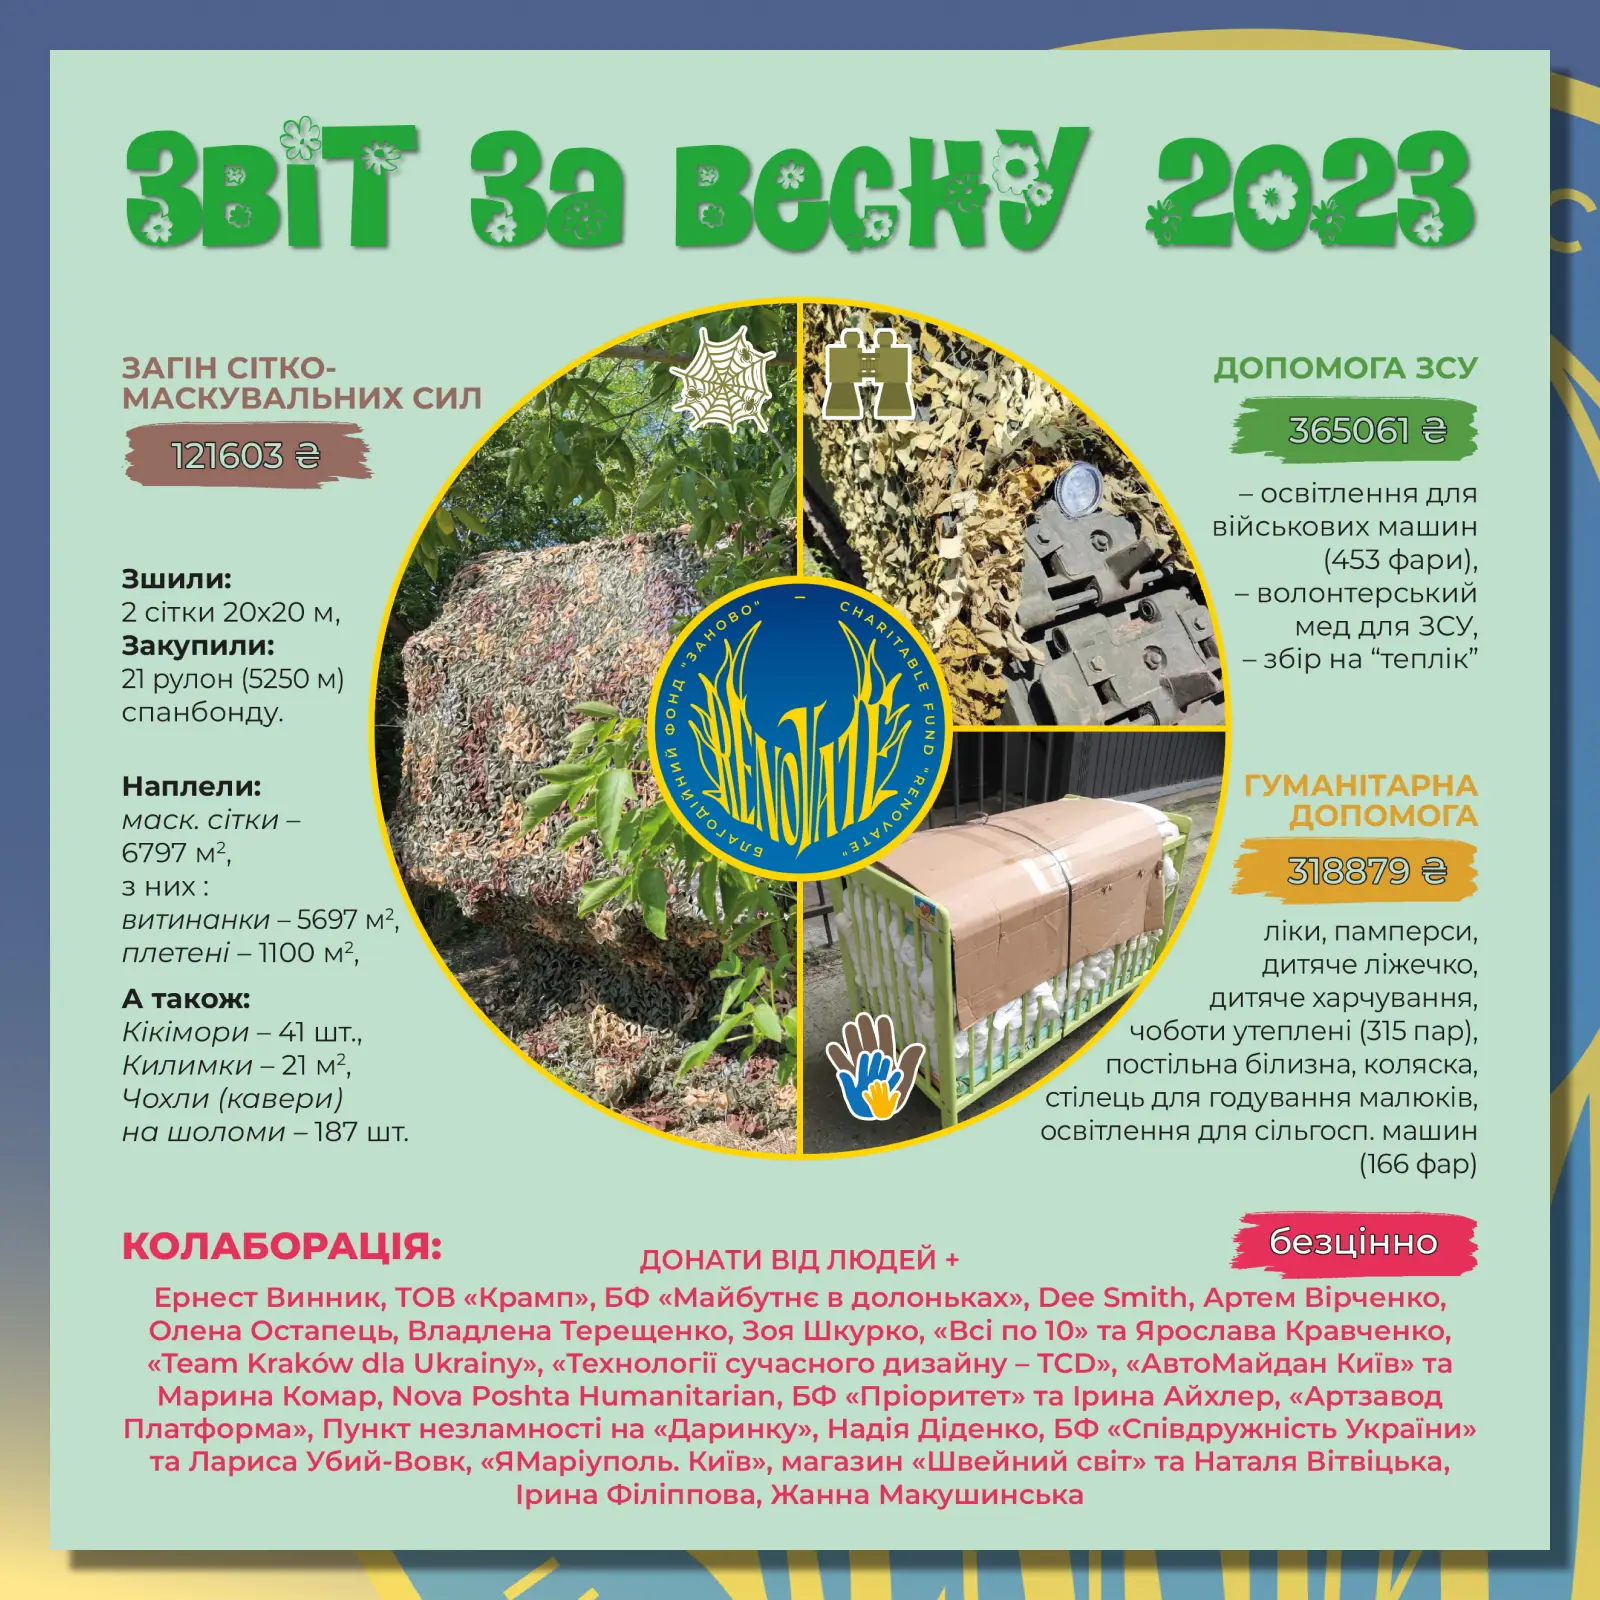 Звіт за весну 2023
ЗАГІН СІТКО-
МАСКУВАЛЬНИХ СИЛ
121603 ₴
Зшили:
2 сітки 20х20 м,
Закупили:
21 рулон (5250 м)
спанбонду.
Наплели:
маск. сітки –
6797 м²,
з них :
витинанки – 5697 м²,
плетені – 1100 м²,
А також:
Кікімори – 41 шт.,
Килимки – 21 м²,
Чохли (кавери)
на шоломи – 187 шт.
БЛАГОДІЙНИЙ ФОНД "ЗАНОВО" – CHARITABLE FUND "RENOVATE"
RENOVATE
ДОПОМОГА ЗСУ
365061 ₴
– освітлення для
військових машин
(453 фари),
– волонтерський
мед для ЗСУ,
– збір на “теплік”
ГУМАНІТАРНА
ДОПОМОГА
318879 ₴
ліки, памперси,
дитяче ліжечко,
дитяче харчування,
чоботи утеплені (315 пар),
постільна білизна, коляска,
стілець для годування малюків,
освітлення для сільгосп. машин
(166 фар)
КОЛАБОРАЦІЯ:
ДОНАТИ ВІД ЛЮДЕЙ +
безцінно
Ернест Винник, ТОВ «Крамп», БФ «Майбутнє в долоньках», Dee Smith, Артем Вірченко,
Олена Остапець, Владлена Терещенко, Зоя Шкурко, «Всі по 10» та Ярослава Кравченко,
«Team Kraków dla Ukrainy», «Технології сучасного дизайну – TCD», «АвтоМайдан Київ» та
Марина Комар, Nova Poshta Humanitarian, БФ «Пріоритет» та Ірина Айхлер, «Артзавод
Платформа», Пункт незламності на «Даринку», Надія Діденко, БФ «Співдружність України»
та Лариса Убий-Вовк, «ЯМаріуполь. Київ», магазин «Швейний світ» та Наталя Вітвіцька,
Ірина Філіппова, Жанна Макушинська